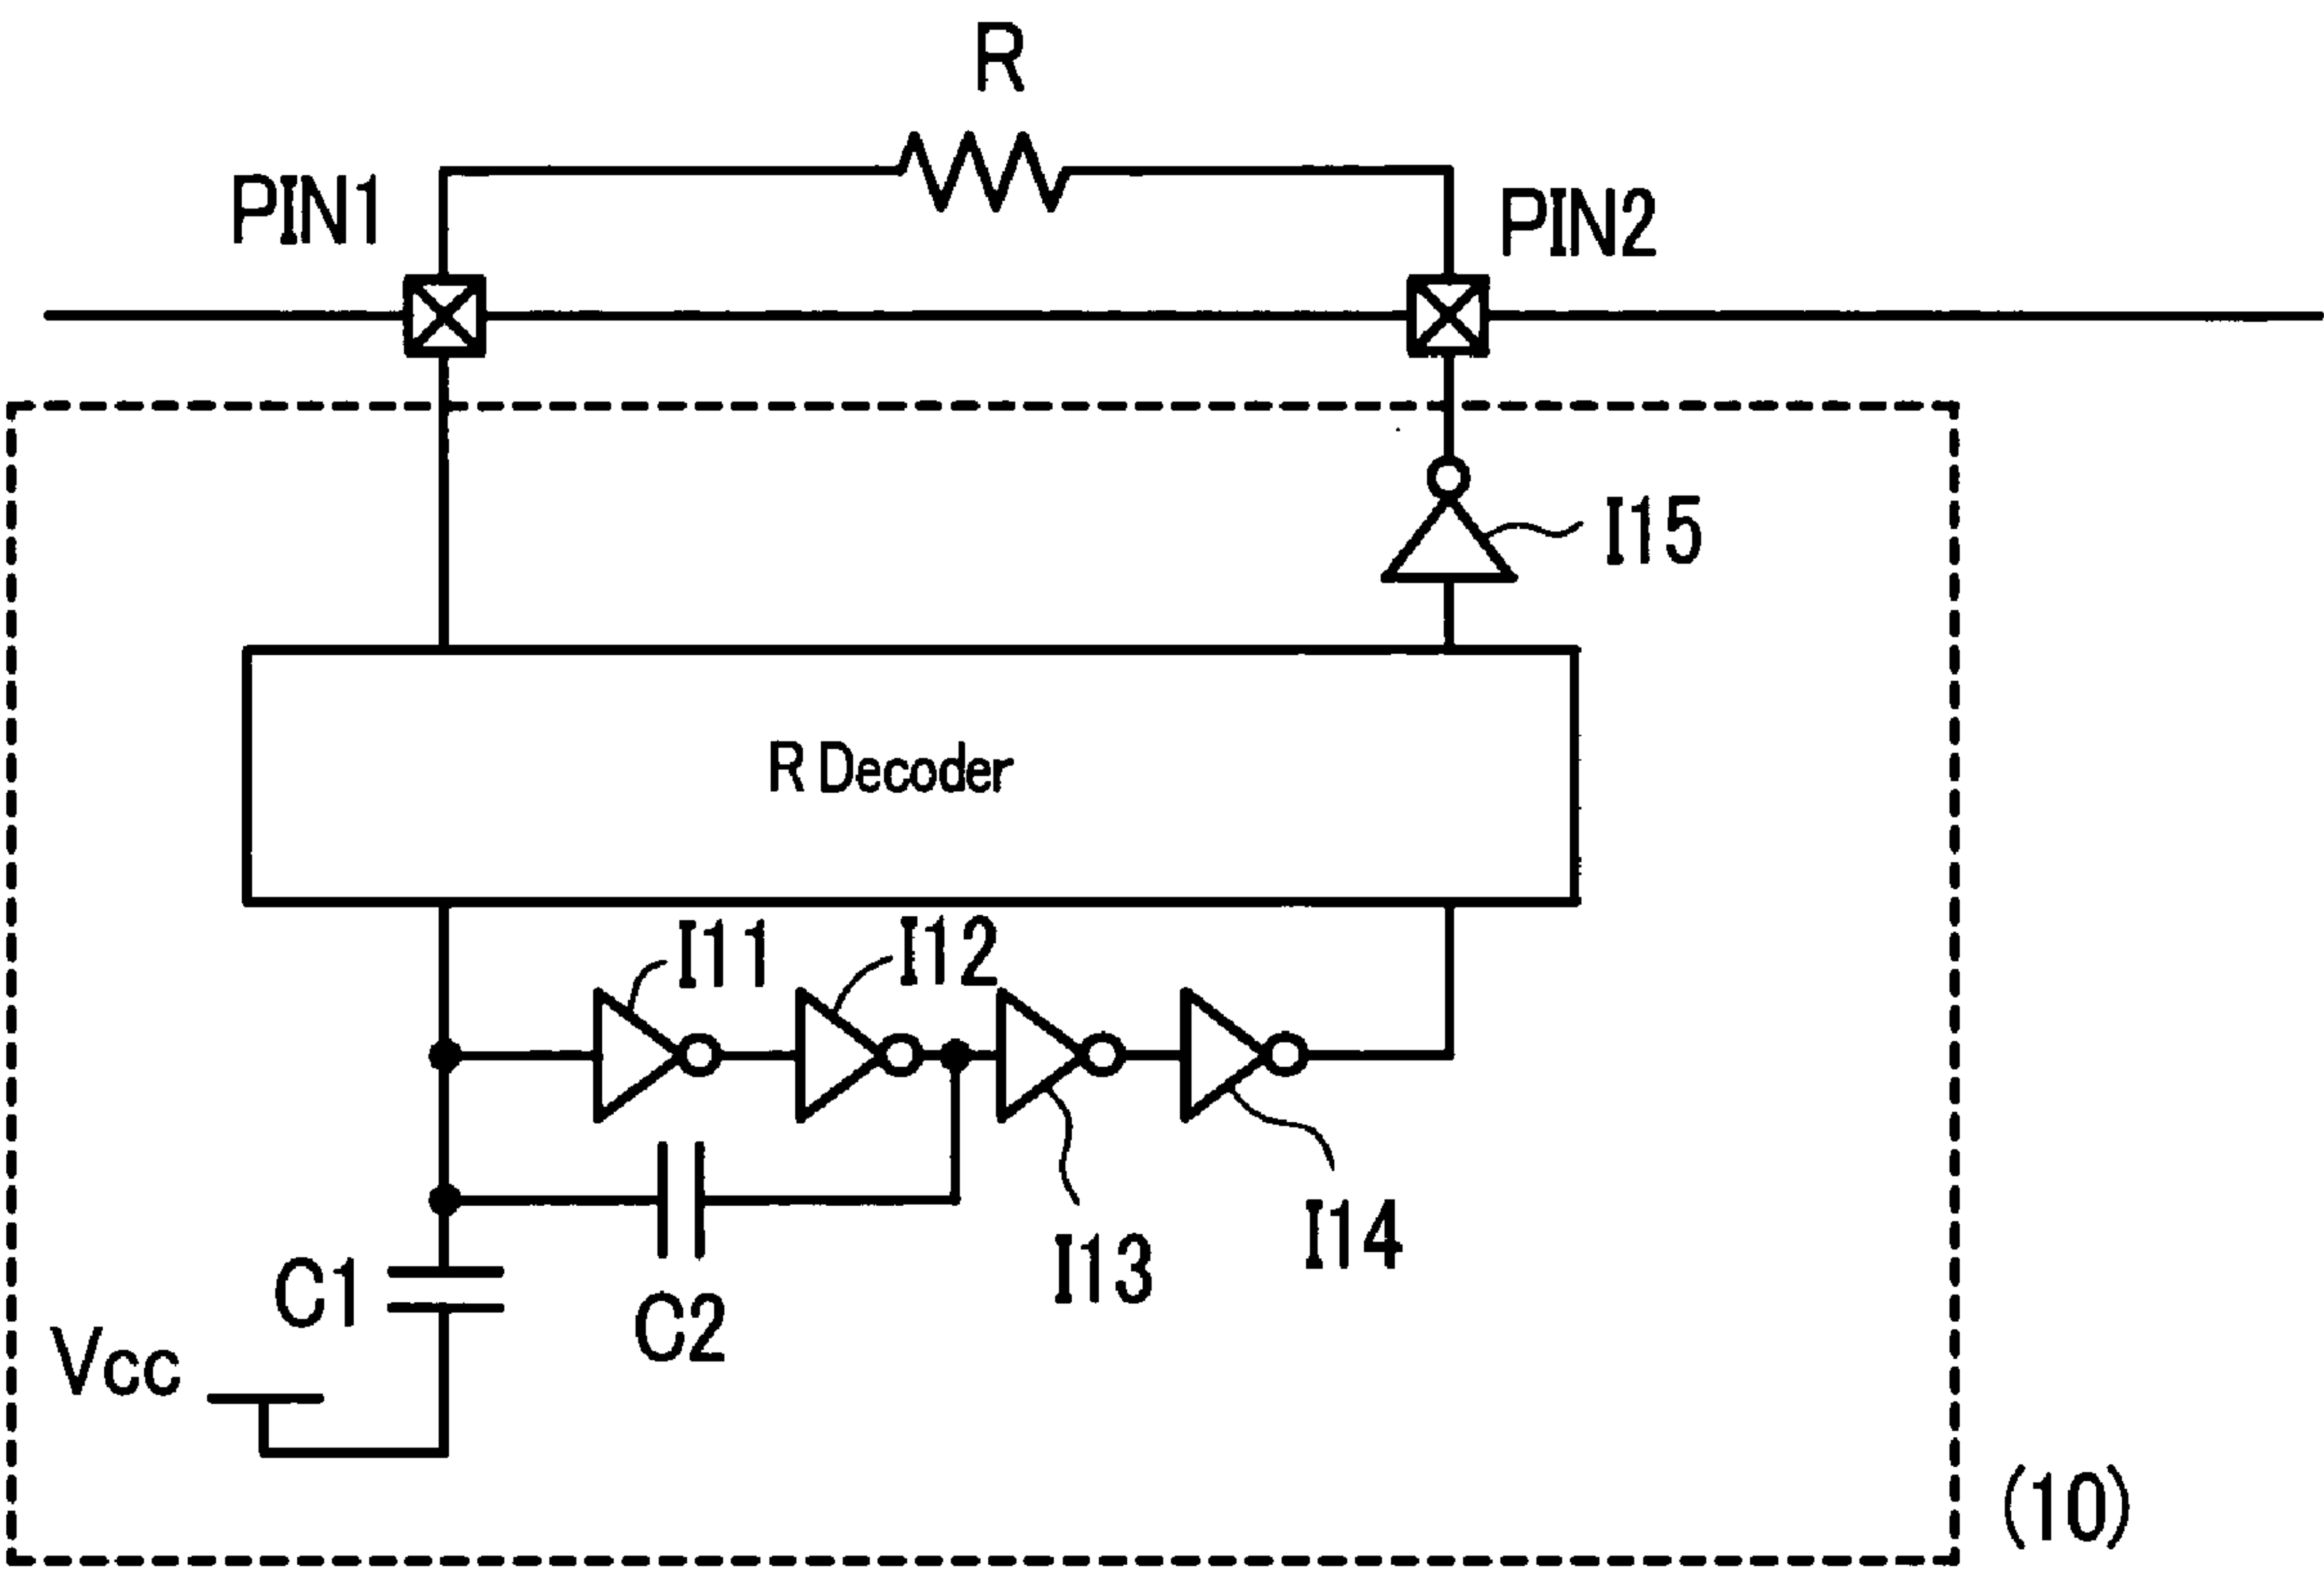 R
PIN1
PIN2
I15
R Decoder
I11
I12
I13
I14
C1
C2
Vcc
(10)